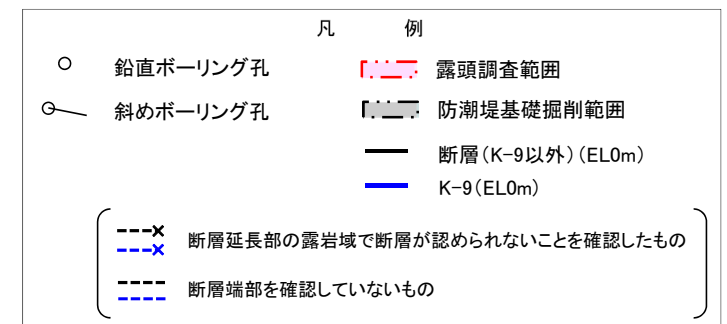 凡 例
鉛直ボーリング孔
斜めボーリング孔
露頭調査範囲
防潮堤基礎掘削範囲
断層(K-9以外)(EL0m)
K-9(EL0m)
断層延長部の露岩域で断層が認められないことを確認したもの
断層端部を確認していないもの